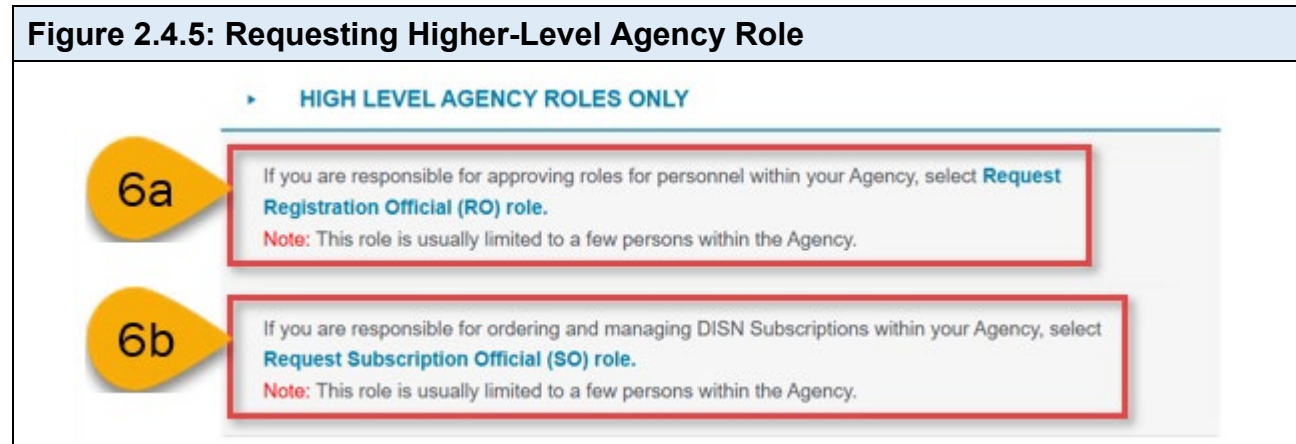 Figure 2.4.5: Requesting Higher-Level Agency Role
HIGH LEVEL AGENCY ROLES ONLY
6a
If you are responsible for approving roles for personnel within your Agency, select Request
Registration Official (RO) role.
Note: This role is usually limited to a few persons within the Agency.
6b
If you are responsible for ordering and managing DISN Subscriptions within your Agency, select
Request Subscription Official (SO) role.
Note: This role is usually limited to a few persons within the Agency.